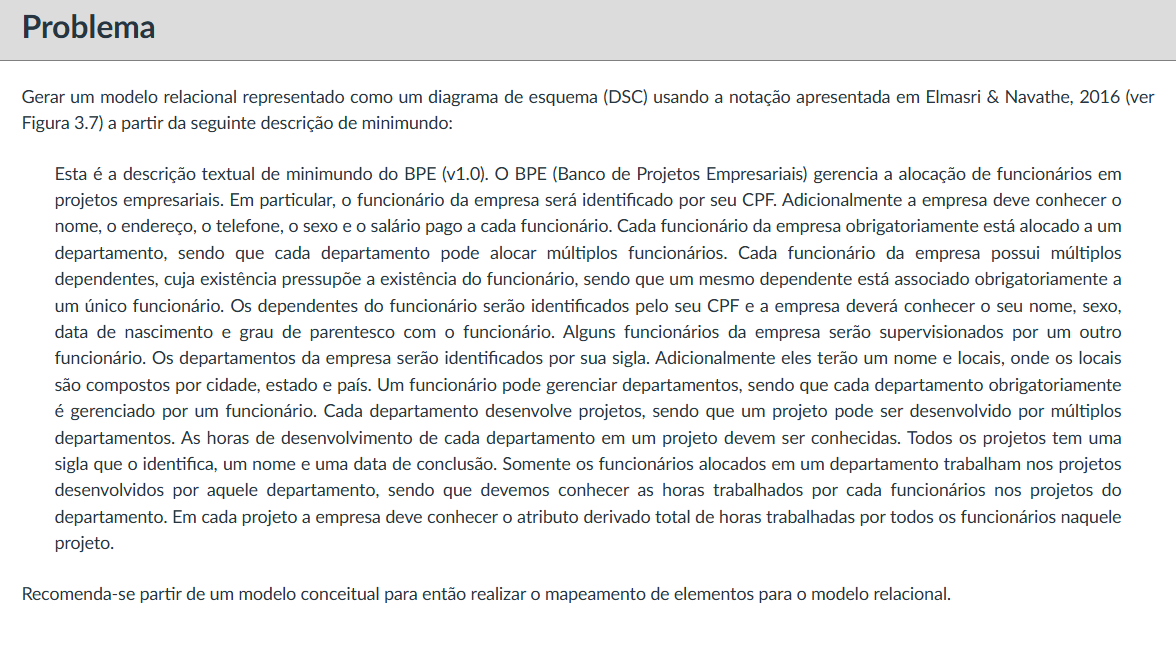 Problema
Gerar um modelo relacional representado como um diagrama de esquema (DSC) usando a notação apresentada em Elmasri & Navathe, 2016 (ver
Figura 3.7) a partir da seguinte descrição de minimundo:
Esta é a descrição textual de minimundo do BPE (v1.0). O BPE (Banco de Projetos Empresariais) gerencia a alocação de funcionários em
projetos empresariais. Em particular, o funcionário da empresa será identificado por seu CPF. Adicionalmente a empresa deve conhecer o
nome, o endereço, o telefone, o sexo e o salário pago a cada funcionário. Cada funcionário da empresa obrigatoriamente está alocado a um
departamento, sendo que cada departamento pode alocar múltiplos funcionários. Cada funcionário da empresa possui múltiplos
dependentes, cuja existência pressupõe a existência do funcionário, sendo que um mesmo dependente está associado obrigatoriamente a
um único funcionário. Os dependentes do funcionário serão identificados pelo seu CPF e a empresa deverá conhecer o seu nome, sexo,
data de nascimento e grau de parentesco com o funcionário. Alguns funcionários da empresa serão supervisionados por um outro
funcionário. Os departamentos da empresa serão identificados por sua sigla. Adicionalmente eles terão um nome e locais, onde os locais
são compostos por cidade, estado e país. Um funcionário pode gerenciar departamentos, sendo que cada departamento obrigatoriamente
é gerenciado por um funcionário. Cada departamento desenvolve projetos, sendo que um projeto pode ser desenvolvido por múltiplos
departamentos. As horas de desenvolvimento de cada departamento em um projeto devem ser conhecidas. Todos os projetos tem uma
sigla que o identifica, um nome e uma data de conclusão. Somente os funcionários alocados em um departamento trabalham nos projetos
desenvolvidos por aquele departamento, sendo que devemos conhecer as horas trabalhados por cada funcionários nos projetos do
departamento. Em cada projeto a empresa deve conhecer o atributo derivado total de horas trabalhadas por todos os funcionários naquele
projeto.
Recomenda-se partir de um modelo conceitual para então realizar o mapeamento de elementos para o modelo relacional.